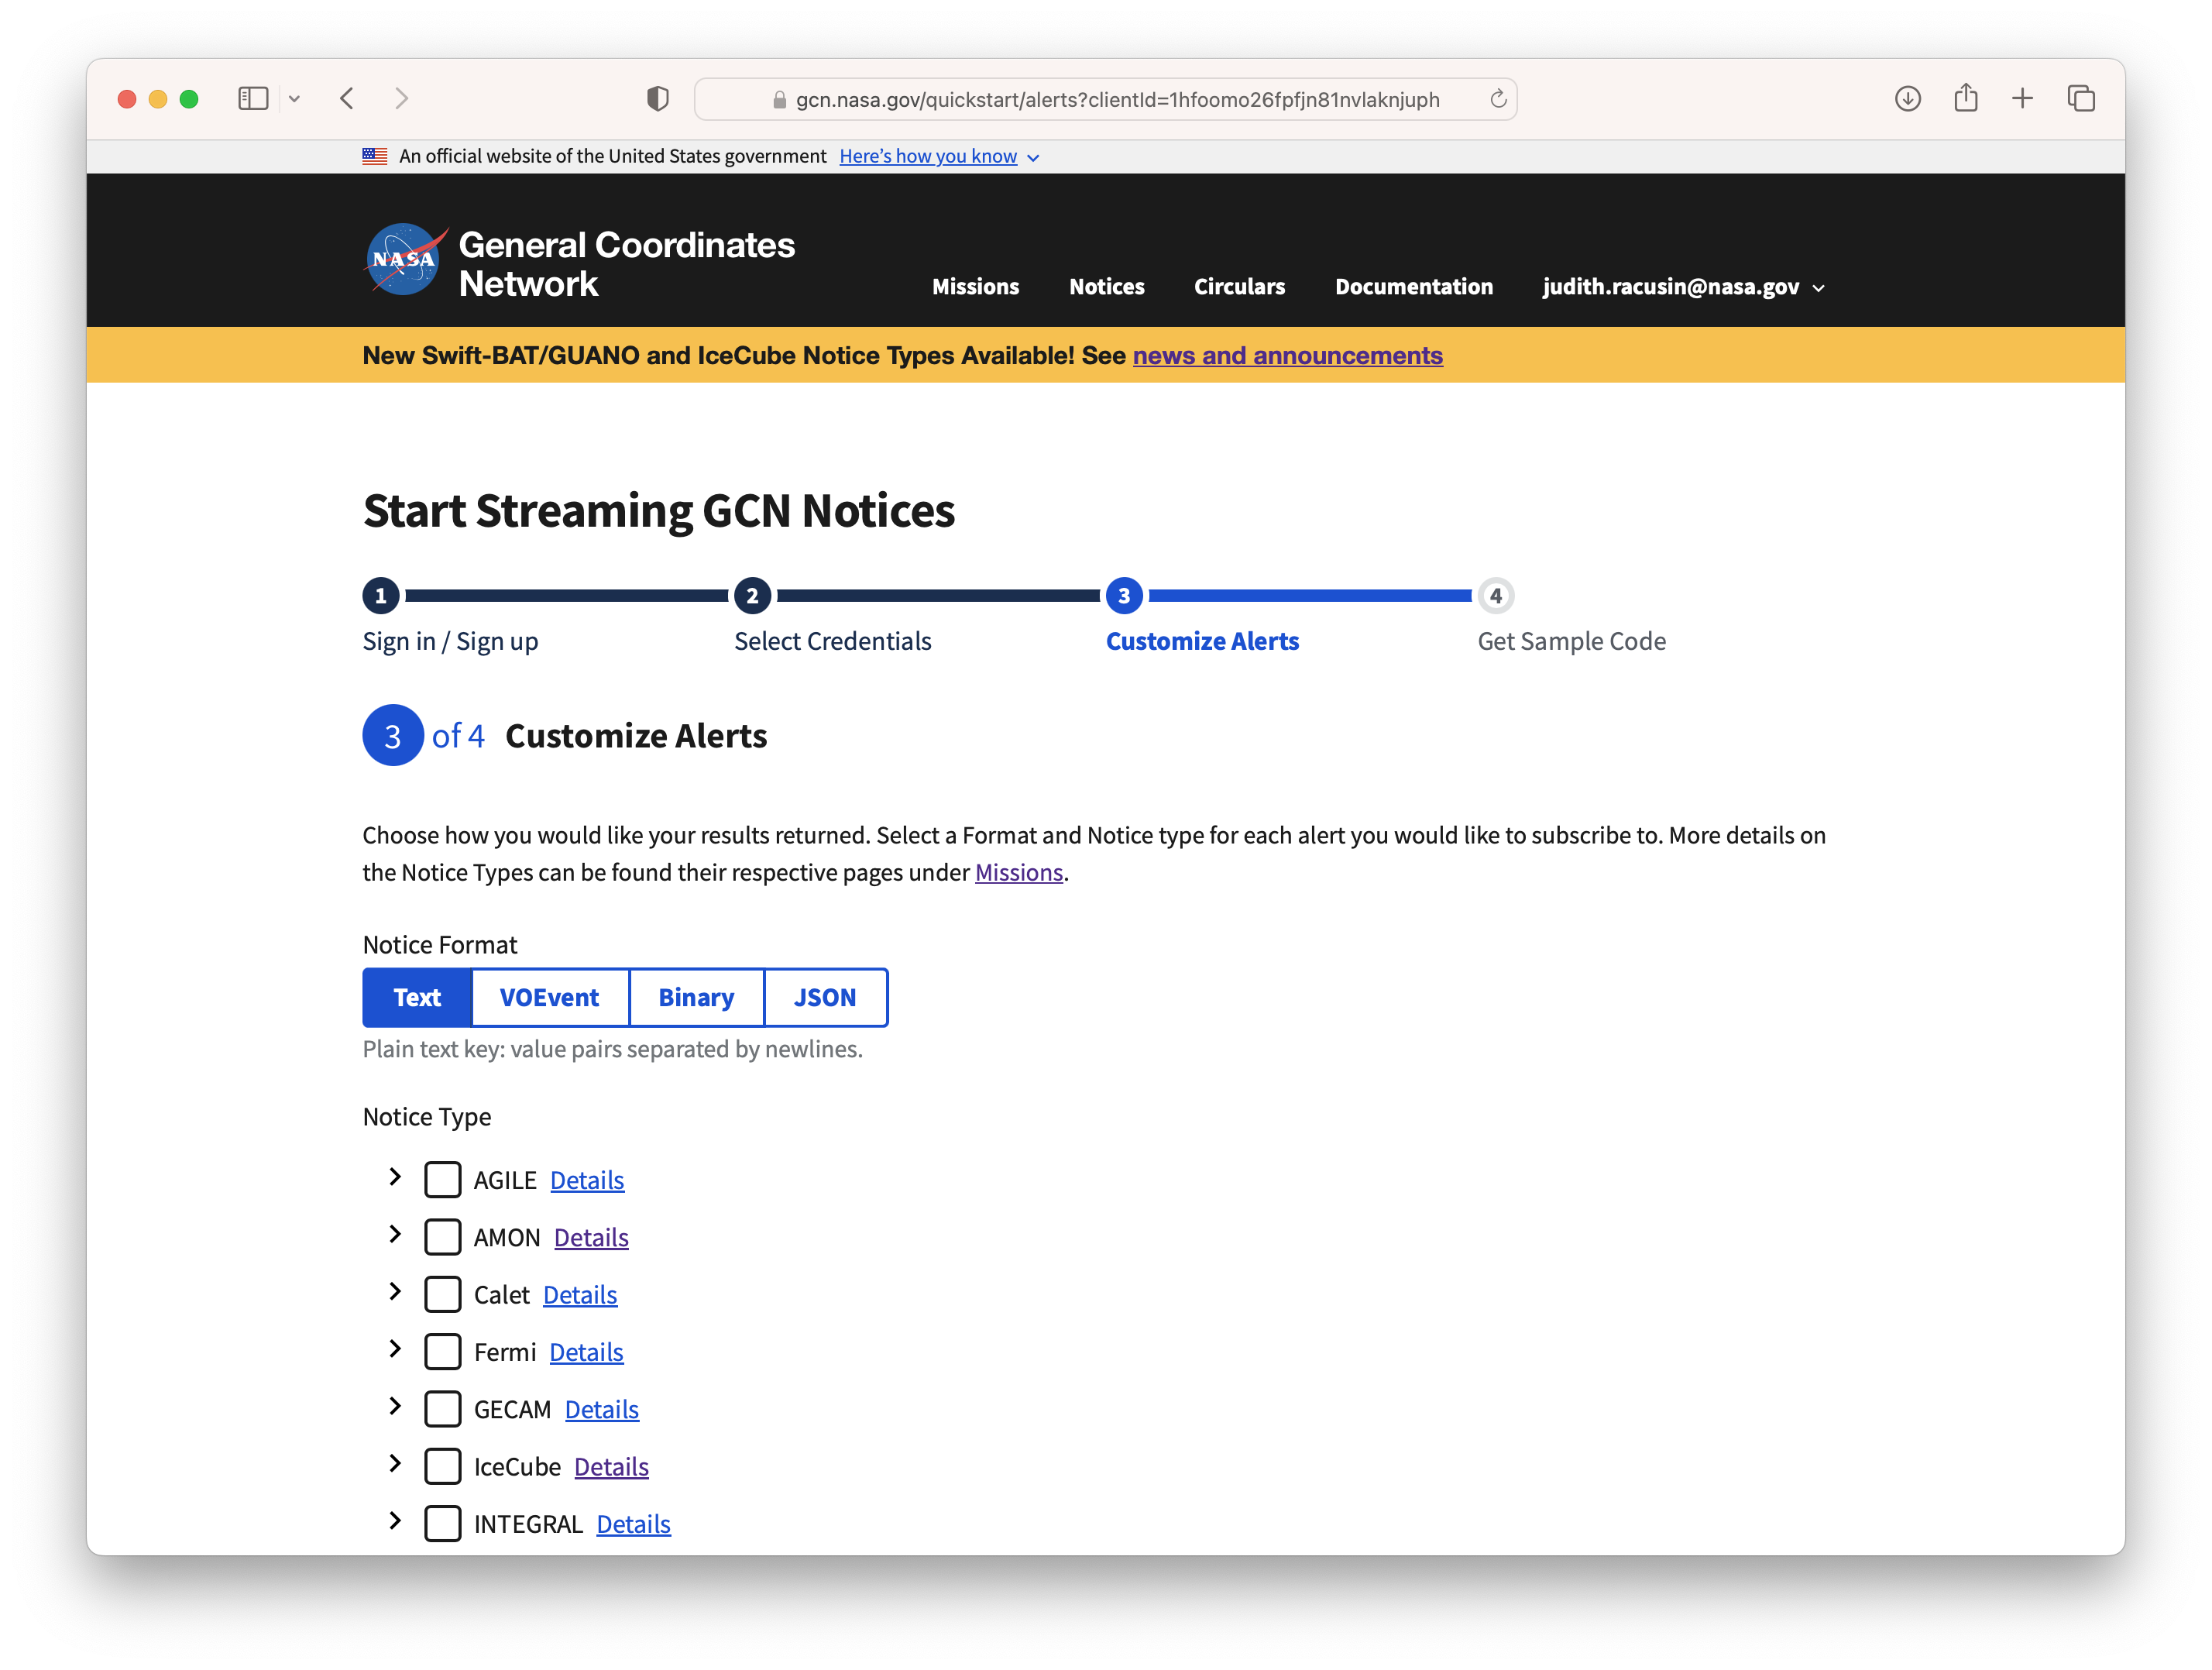 gcn.nasa.gov/quickstart/alerts?clientId=1hfoomo26fpfjn81nvlaknjuph
An official website of the United States government Here's how you know
NASA
General Coordinates
Network
Missions Notices Circulars Documentation judith.racusin@nasa.gov
New Swift-BAT/GUANO and IceCube Notice Types Available! See news and announcements
Start Streaming GCN Notices
1 2 3 4
Sign in / Sign up Select Credentials Customize Alerts Get Sample Code
3 of 4 Customize Alerts
Choose how you would like your results returned. Select a Format and Notice type for each alert you would like to subscribe to. More details on
the Notice Types can be found their respective pages under Missions.
Notice Format
Text VOEvent Binary JSON
Plain text key: value pairs separated by newlines.
Notice Type
AGILE Details
AMON Details
Calet Details
Fermi Details
GECAM Details
IceCube Details
INTEGRAL Details